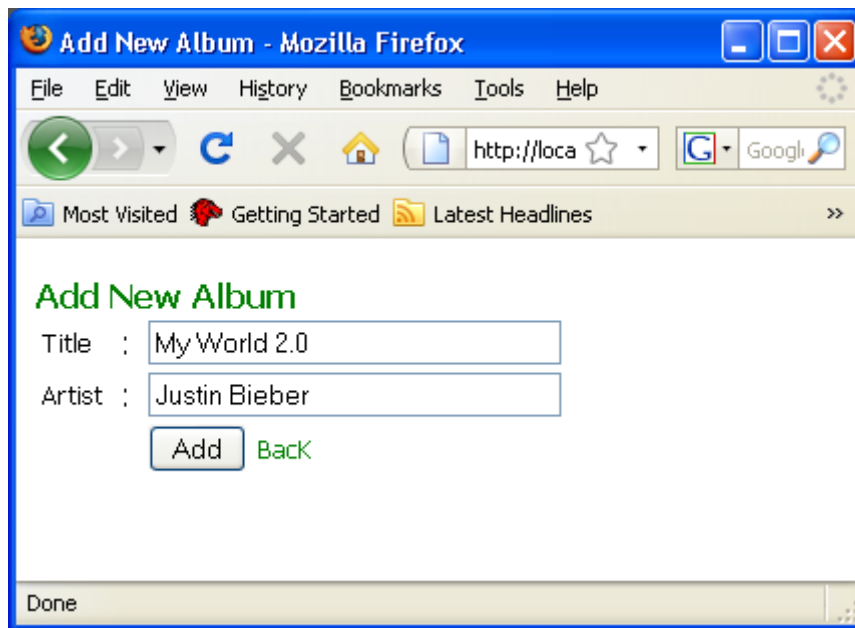 Add New Album - Mozilla Firefox
File Edit View History Bookmarks Tools Help
http://loca G Googl
Most Visited Getting Started Latest Headlines »
Add New Album
Title : My World 2.0
Artist : Justin Bieber
Add BacK
Done